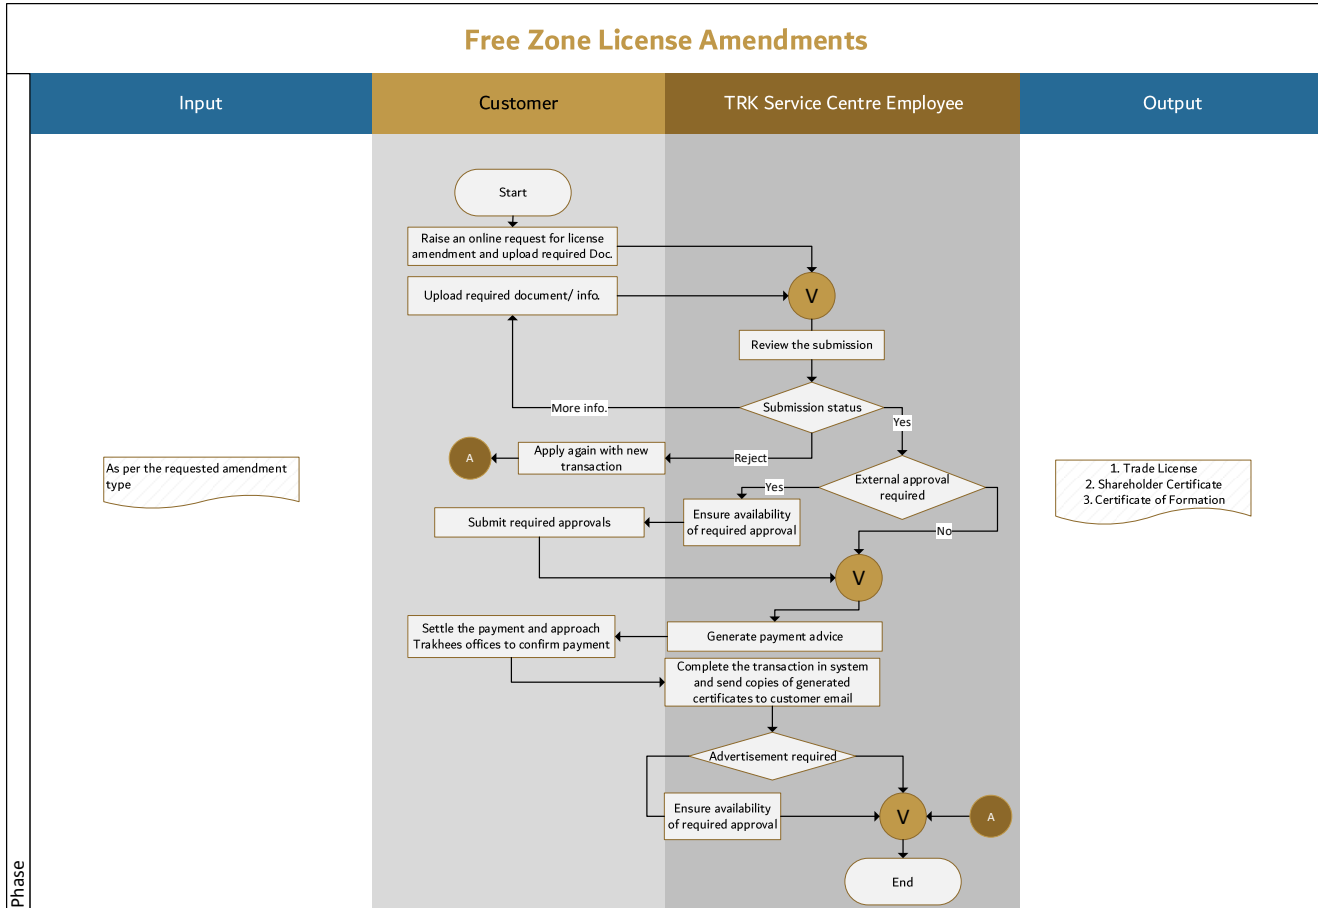 Free Zone License Amendments
Input
Customer
TRK Service Centre Employee
Output
Phase
Start
Raise an online request for license
amendment and upload required Doc.
Upload required document/ info.
V
Review the submission
Submission status
More info.
Yes
Reject
Apply again with new
transaction
A
As per the requested amendment
type
External approval
required
Yes
No
Ensure availability
of required approval
Submit required approvals
1. Trade License
2. Shareholder Certificate
3. Certificate of Formation
V
Generate payment advice
Settle the payment and approach
Trakhees offices to confirm payment
Complete the transaction in system
and send copies of generated
certificates to customer email
Advertisement required
Ensure availability
of required approval
V
A
End